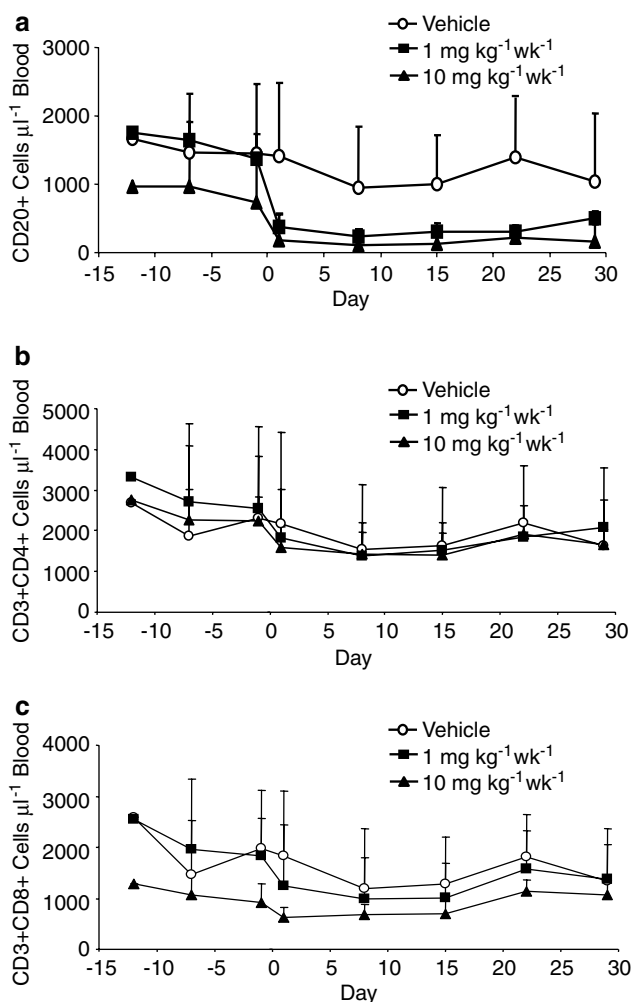 a
Vehicle
1 mg kg⁻¹wk⁻¹
10 mg kg⁻¹wk⁻¹
CD20+ Cells µl⁻¹ Blood
3000
2000
1000
0
-15 -10 -5 0 5 10 15 20 25 30
Day
b
Vehicle
1 mg kg⁻¹wk⁻¹
10 mg kg⁻¹wk⁻¹
CD3+CD4+ Cells µl⁻¹ Blood
5000
4000
3000
2000
1000
0
-15 -10 -5 0 5 10 15 20 25 30
Day
c
Vehicle
1 mg kg⁻¹wk⁻¹
10 mg kg⁻¹wk⁻¹
CD3+CD8+ Cells µl⁻¹ Blood
4000
3000
2000
1000
0
-15 -10 -5 0 5 10 15 20 25 30
Day